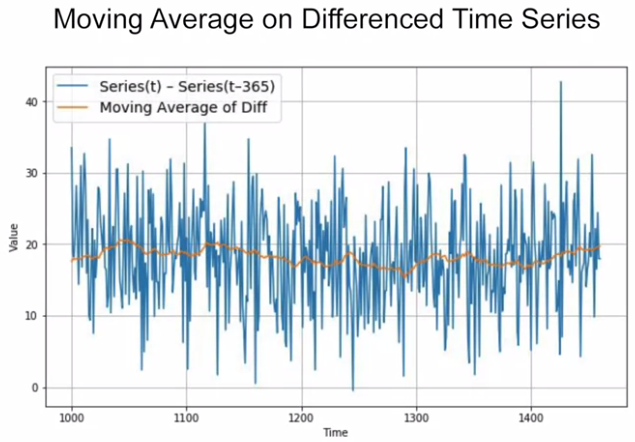 Moving Average on Differenced Time Series
Series(t) – Series(t–365)
Moving Average of Diff
40
30
20
10
0
Value
1000
1100
1200
1300
1400
Time